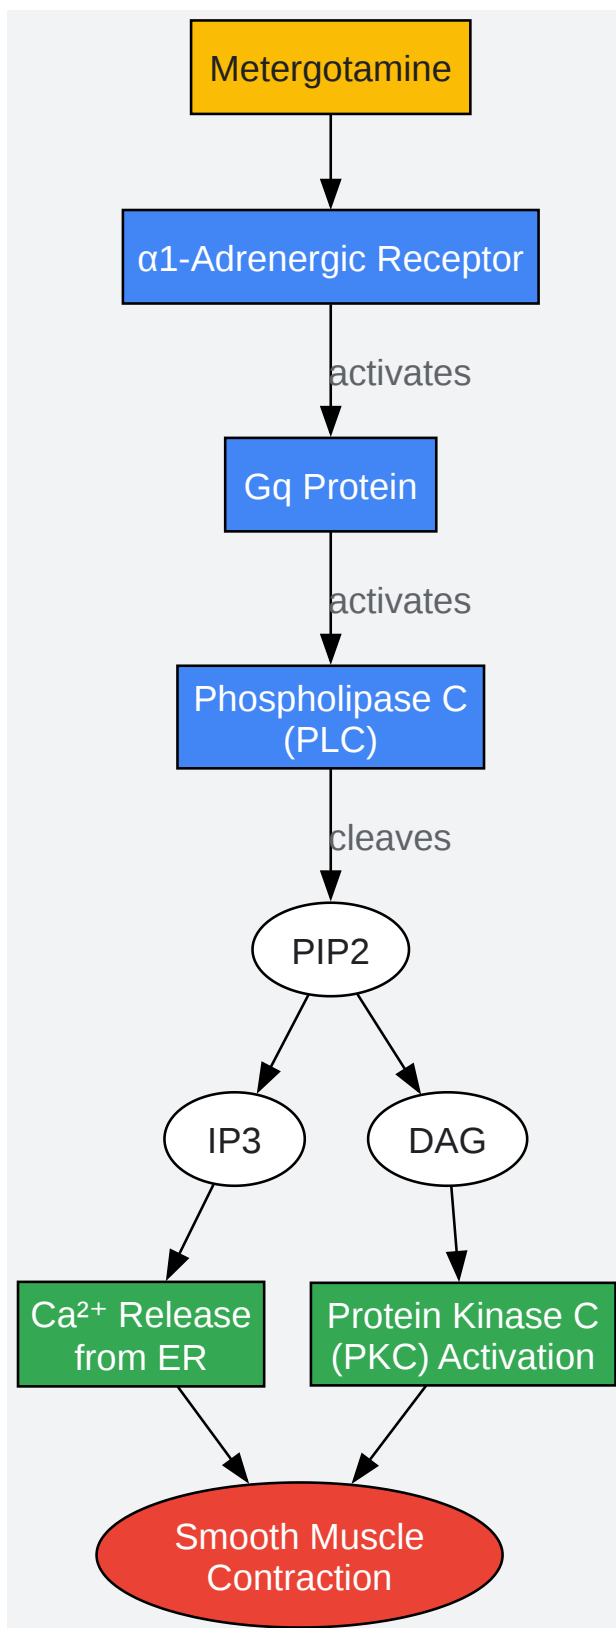 Metergotamine
α1-Adrenergic Receptor
activates
Gq Protein
activates
Phospholipase C
(PLC)
cleaves
PIP2
IP3
DAG
Ca²⁺ Release
from ER
Protein Kinase C
(PKC) Activation
Smooth Muscle
Contraction